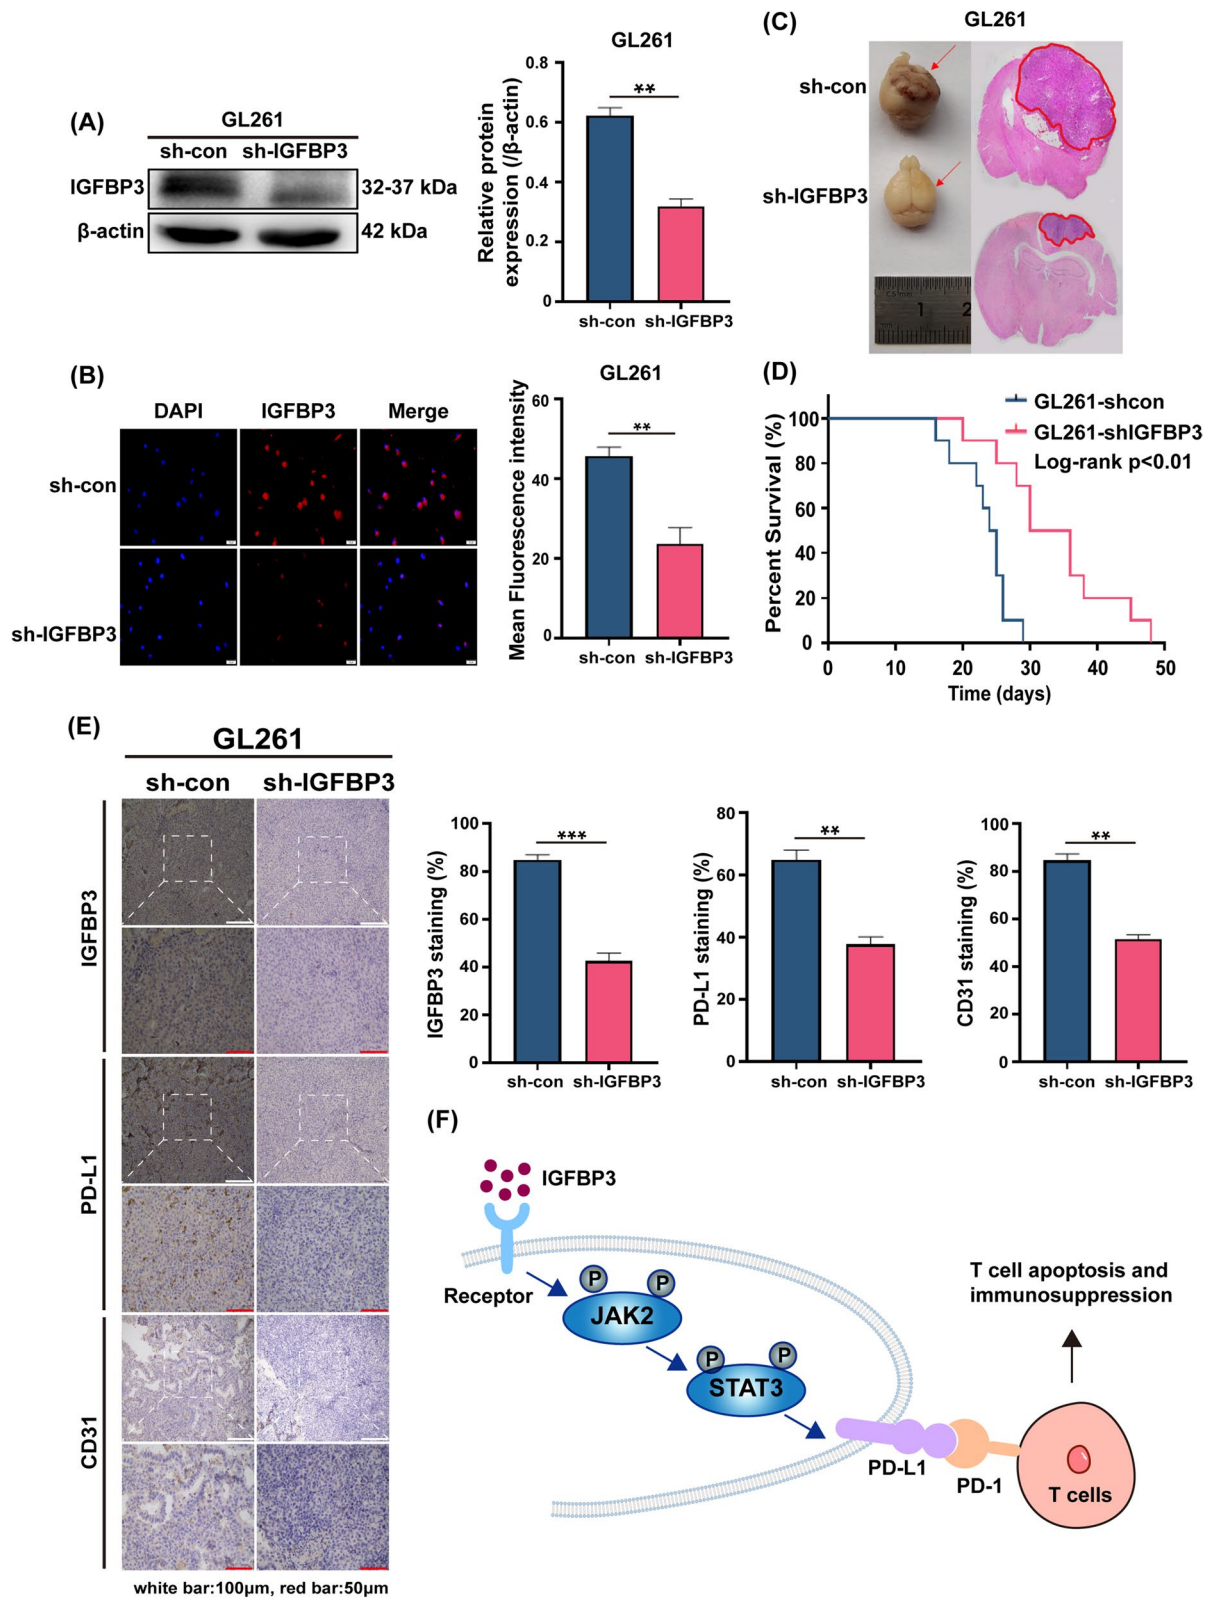 (A)
GL261
sh-con sh-IGFBP3
IGFBP3
32-37 kDa
β-actin
42 kDa
GL261
Relative protein
expression (/β-actin)
0.8
0.6
0.4
0.2
0
**
sh-con sh-IGFBP3
(C)
GL261
sh-con
sh-IGFBP3
1 2
(B)
DAPI IGFBP3 Merge
sh-con
sh-IGFBP3
GL261
Mean Fluorescence intensity
60
40
20
0
**
sh-con sh-IGFBP3
(D)
Percent Survival (%)
100
80
60
40
20
0
0 10 20 30 40 50
Time (days)
GL261-shcon
GL261-shIGFBP3
Log-rank p<0.01
(E)
GL261
sh-con sh-IGFBP3
IGFBP3
PD-L1
CD31
white bar:100μm, red bar:50μm
IGFBP3 staining (%)
100
80
60
40
20
0
***
sh-con sh-IGFBP3
PD-L1 staining (%)
80
60
40
20
0
**
sh-con sh-IGFBP3
CD31 staining (%)
100
80
60
40
20
0
**
sh-con sh-IGFBP3
(F)
IGFBP3
Receptor
P P
JAK2
P P
STAT3
PD-L1
PD-1
T cells
T cell apoptosis and
immunosuppression